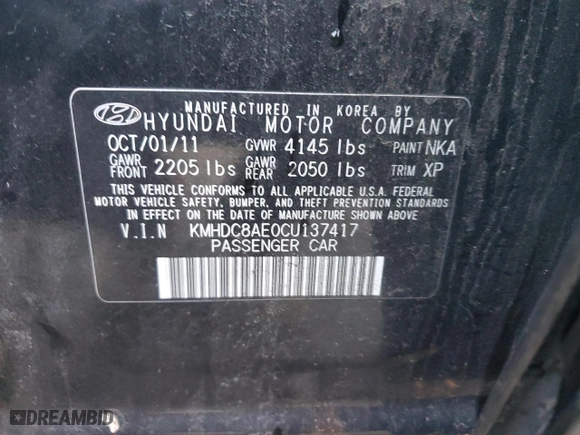 MANUFACTURED IN KOREA BY
HYUNDAI MOTOR COMPANY
OCT/01/11 GVWR 4145 lbs PAINT NKA
GAWR FRONT 2205 lbs GAWR REAR 2050 lbs TRIM XP
THIS VEHICLE CONFORMS TO ALL APPLICABLE U.S.A. FEDERAL
MOTOR VEHICLE SAFETY, BUMPER, AND THEFT PREVENTION STANDARDS
IN EFFECT ON THE DATE OF MANUFACTURE SHOWN ABOVE
V.I.N KMHDC8AE0CU137417
PASSENGER CAR
DREAMBID